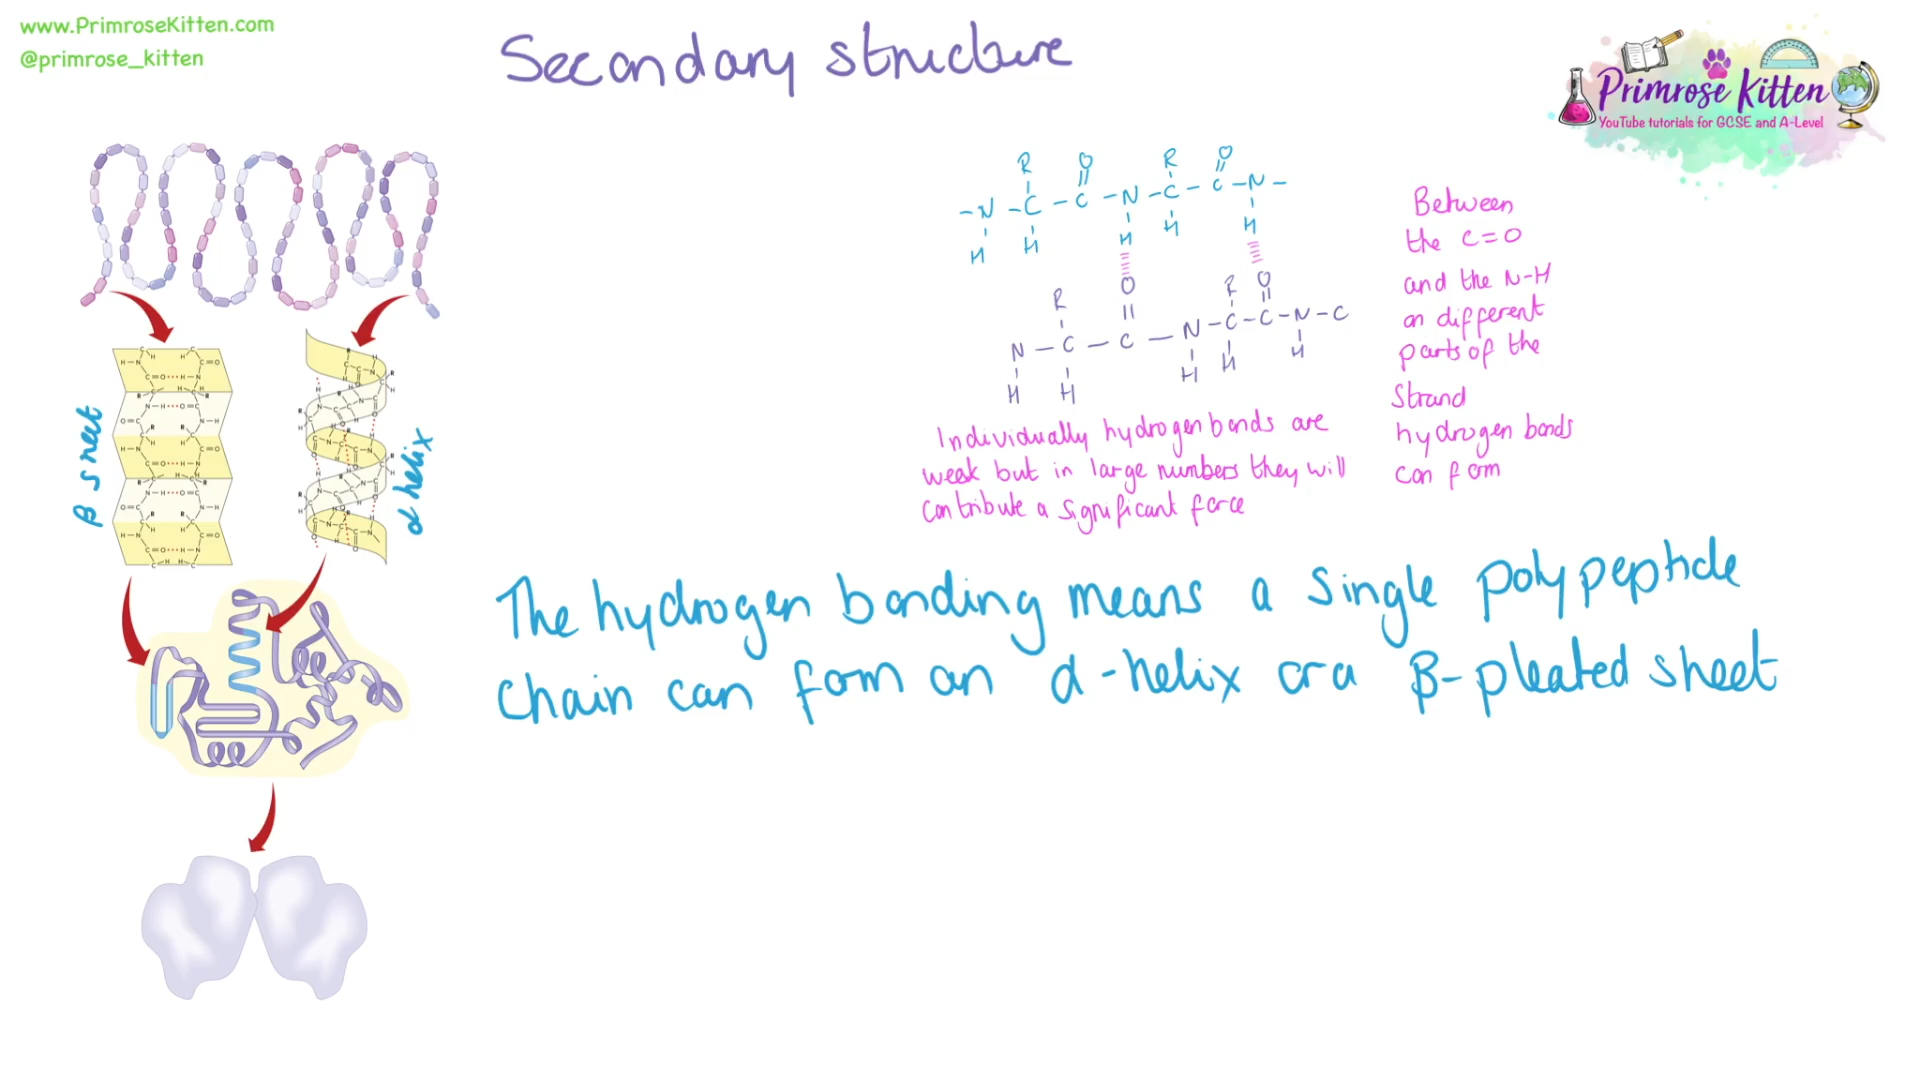 www.PrimroseKitten.com
@primrose_kitten
Secondary structure
Primrose Kitten
YouTube tutorials for GCSE and A-Level
R O R O
-N-C-C-N-C-C-N-
H H H H H
R O R O
N-C-C-N-C-C-N-C
H H H H H
Between
the C=O
and the N-H
on different
parts of the
Strand
hydrogen bonds
can form
Individually hydrogen bonds are
weak but in large numbers they will
contribute a significant force
β sheet
α helix
The hydrogen bonding means a single polypeptide
chain can form an α-helix or a β-pleated sheet